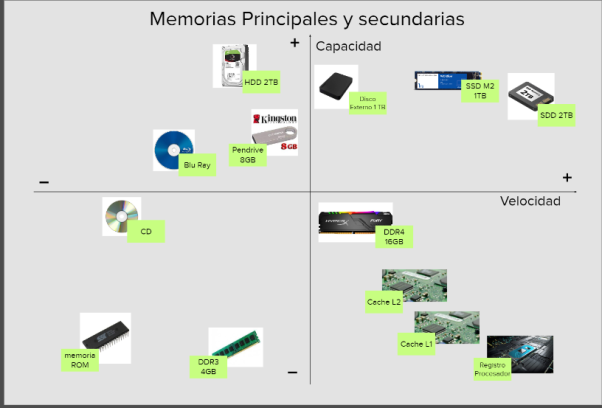 Memorias Principales y secundarias
+
Capacidad
HDD 2TB
Disco
Externo 1 TB
SSD M2
1TB
2TB
SDD 2TB
Kingston
8GB
Pendrive
8GB
Blu Ray
−
+
Velocidad
CD
DDR4
16GB
Cache L2
Cache L1
memoria
ROM
DDR3
4GB
−
Registro
Procesador